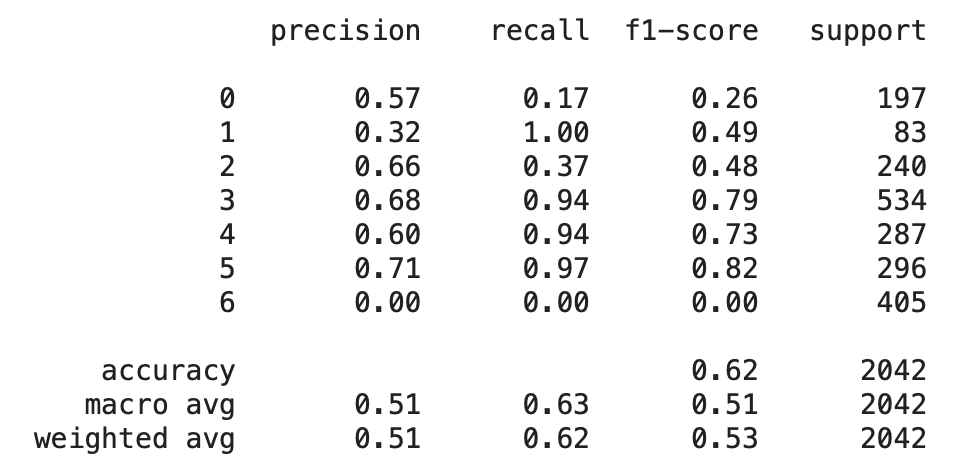 precision recall f1-score support
0 0.57 0.17 0.26 197
1 0.32 1.00 0.49 83
2 0.66 0.37 0.48 240
3 0.68 0.94 0.79 534
4 0.60 0.94 0.73 287
5 0.71 0.97 0.82 296
6 0.00 0.00 0.00 405
accuracy 0.62 2042
macro avg 0.51 0.63 0.51 2042
weighted avg 0.51 0.62 0.53 2042